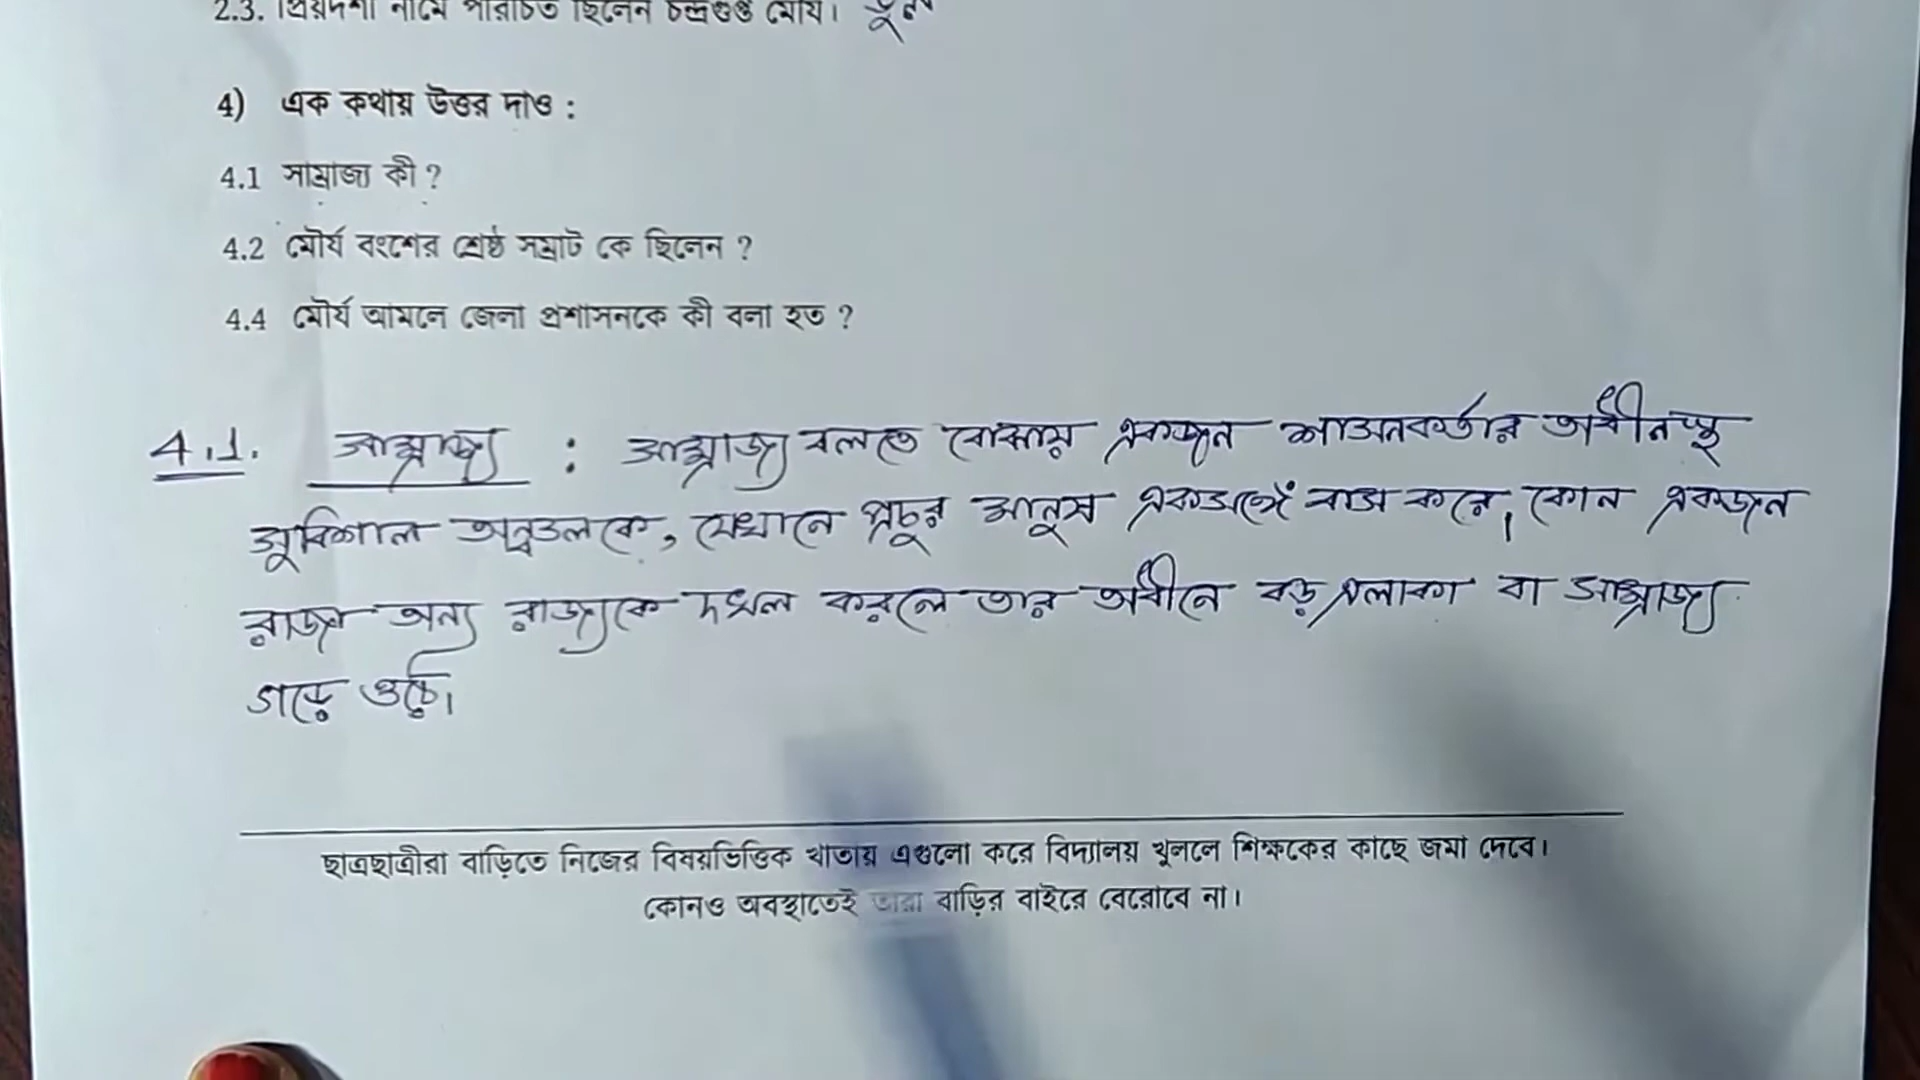 2.3. প্রিয়দর্শী নামে পরিচিত ছিলেন চন্দ্রগুপ্ত মৌর্য। ভুল
4) এক কথায় উত্তর দাও :
4.1 সাম্রাজ্য কী ?
4.2 মৌর্য বংশের শ্রেষ্ঠ সম্রাট কে ছিলেন ?
4.4 মৌর্য আমলে জেলা প্রশাসনকে কী বলা হত ?
4.1. সাম্রাজ্য : সাম্রাজ্য বলতে বোঝায় একজন শাসনকর্তার অধীনস্থ
সুবিশাল অঞ্চলকে, যেখানে প্রচুর মানুষ একসঙ্গে বাস করে, কোন একজন
রাজা অন্য রাজ্যকে দখল করলে তার অধীনে বড় এলাকা বা সাম্রাজ্য
গড়ে ওঠে।
ছাত্রছাত্রীরা বাড়িতে নিজের বিষয়ভিত্তিক খাতায় এগুলো করে বিদ্যালয় খুললে শিক্ষকের কাছে জমা দেবে।
কোনও অবস্থাতেই তারা বাড়ির বাইরে বেরোবে না।